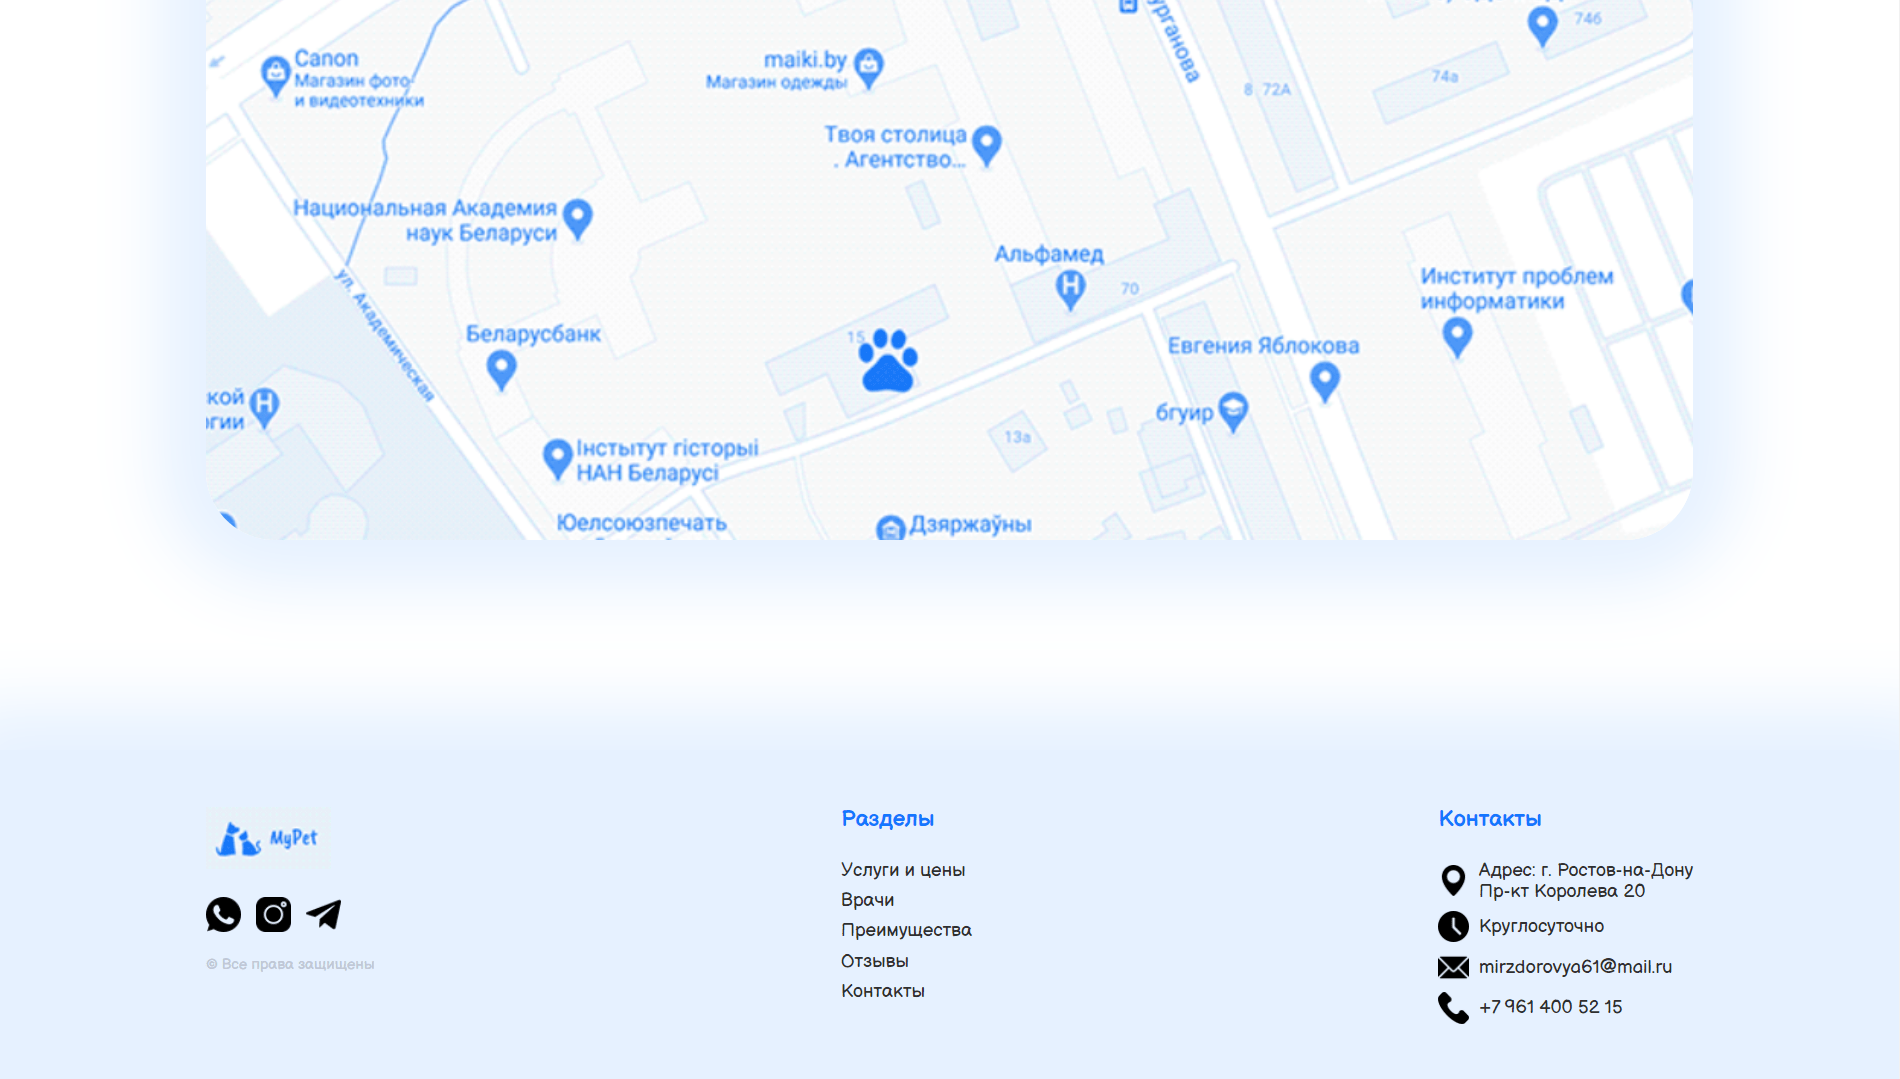 746
Курганова
Canon
Магазин фото-
и видеотехники
maiki.by
Магазин одежды
74а
8 72А
Твоя столица
. Агентство...
Национальная Академия
наук Беларуси
Альфамед
70
Институт проблем
информатики
ул. Академическая
Беларусбанк
15
Евгения Яблокова
кой
гии
бгуир
13а
Інстытут гісторыі
НАН Беларусі
Юелсоюзпечать
Дзяржаўны
MyPet
© Все права защищены
Разделы
Услуги и цены
Врачи
Преимущества
Отзывы
Контакты
Контакты
Адрес: г. Ростов-на-Дону
Пр-кт Королева 20
Круглосуточно
mirzdorovya61@mail.ru
+7 961 400 52 15